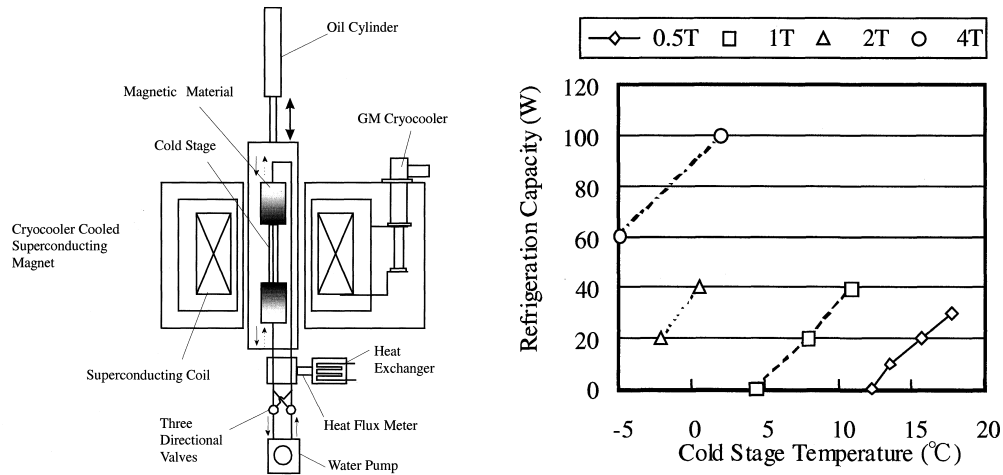 Oil Cylinder
Magnetic Material
GM Cryocooler
Cold Stage
Cryocooler Cooled
Superconducting
Magnet
Superconducting Coil
Heat
Exchanger
Three
Directional
Valves
Heat Flux Meter
Water Pump
0.5T 1T 2T 4T
Refrigeration Capacity (W)
120
100
80
60
40
20
0
-5 0 5 10 15 20
Cold Stage Temperature (℃)